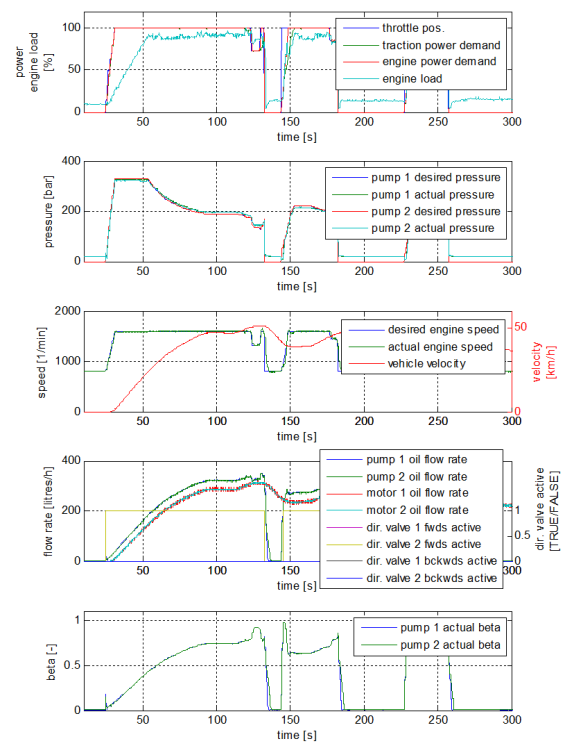 power
engine load
[%]
100
50
0
throttle pos.
traction power demand
engine power demand
engine load
50 100 150 200 250 300
time [s]
pressure [bar]
400
200
0
pump 1 desired pressure
pump 1 actual pressure
pump 2 desired pressure
pump 2 actual pressure
50 100 150 200 250 300
time [s]
speed [1/min]
2000
1000
0
desired engine speed
actual engine speed
vehicle velocity
50
0
velocity
[km/h]
50 100 150 200 250 300
time [s]
flow rate [litres/h]
400
200
0
pump 1 oil flow rate
pump 2 oil flow rate
motor 1 oil flow rate
motor 2 oil flow rate
dir. valve 1 fwds active
dir. valve 2 fwds active
dir. valve 1 bckwds active
dir. valve 2 bckwds active
1
0
dir. valve active
[TRUE/FALSE]
50 100 150 200 250 300
time [s]
beta [-]
1
0.5
0
pump 1 actual beta
pump 2 actual beta
50 100 150 200 250 300
time [s]